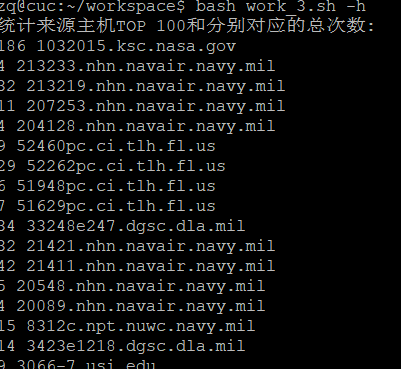 zq@cuc:~/workspace$ bash work_3.sh -h
统计来源主机TOP 100和分别对应的总次数:
186 1032015.ksc.nasa.gov
4 213233.nhn.navair.navy.mil
32 213219.nhn.navair.navy.mil
11 207253.nhn.navair.navy.mil
4 204128.nhn.navair.navy.mil
9 52460pc.ci.tlh.fl.us
29 52262pc.ci.tlh.fl.us
6 51948pc.ci.tlh.fl.us
7 51629pc.ci.tlh.fl.us
34 33248e247.dgsc.dla.mil
32 21421.nhn.navair.navy.mil
42 21411.nhn.navair.navy.mil
5 20548.nhn.navair.navy.mil
4 20089.nhn.navair.navy.mil
15 8312c.npt.nuwc.navy.mil
14 3423e1218.dgsc.dla.mil
9 3066-7.usi.edu